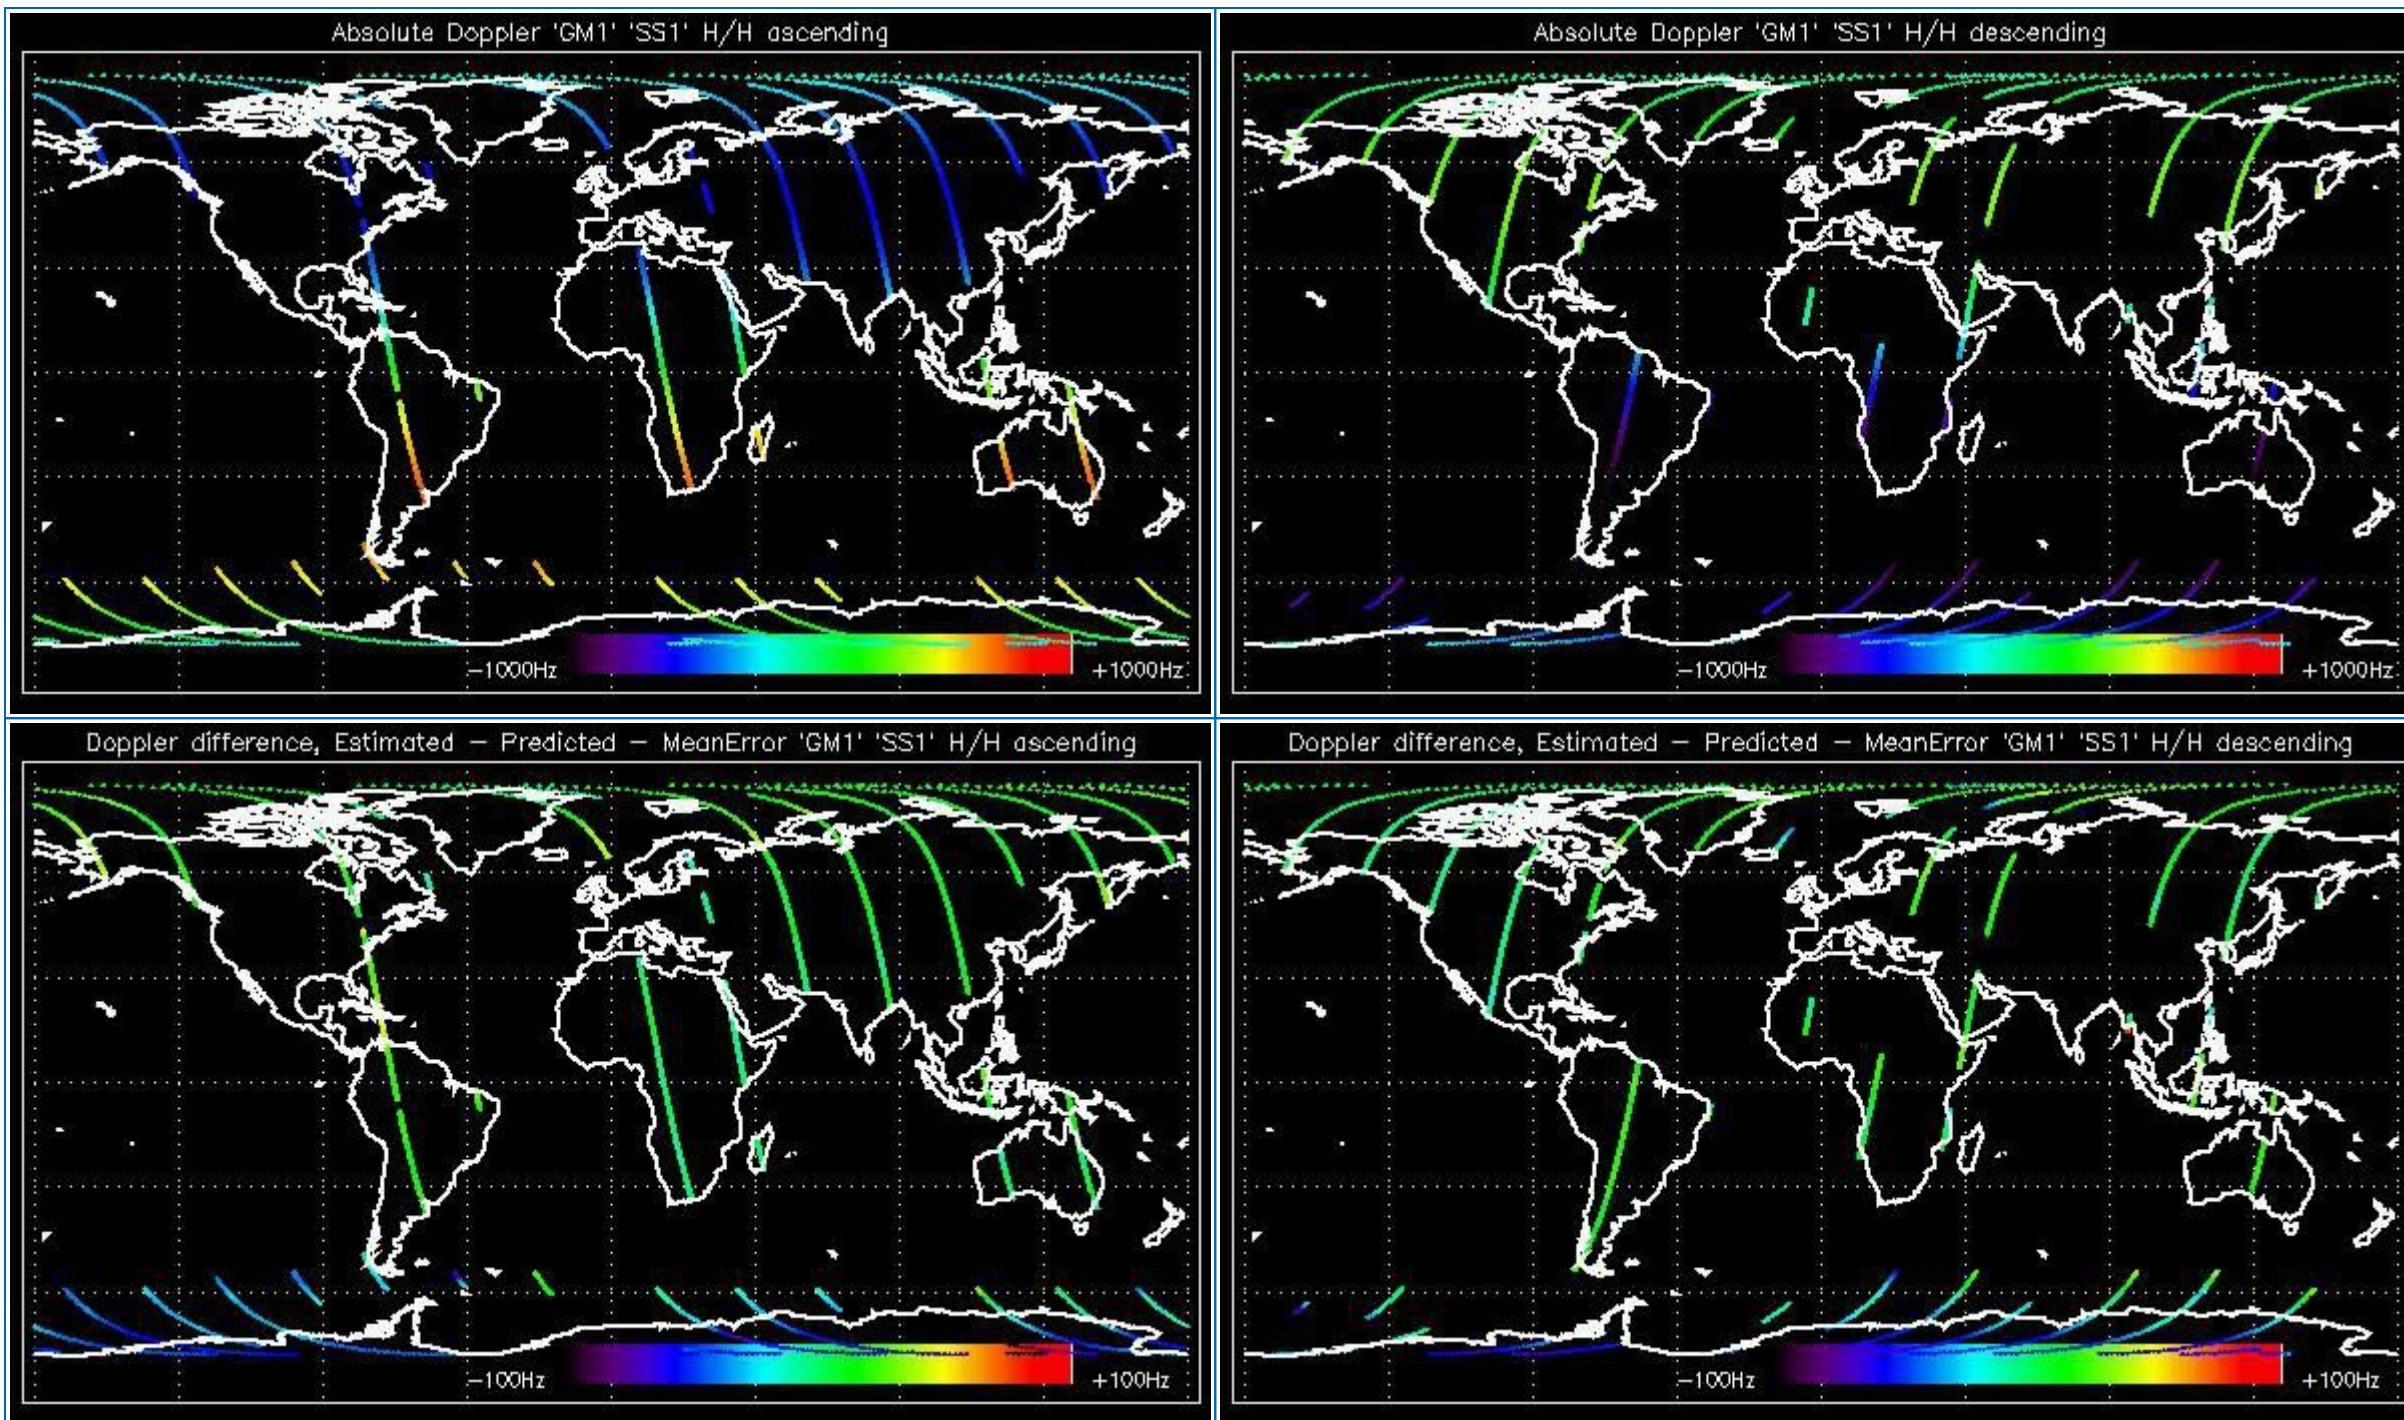 Absolute Doppler 'GM1' 'SS1' H/H ascending
-1000Hz
+1000Hz
Absolute Doppler 'GM1' 'SS1' H/H descending
-1000Hz
+1000Hz
Doppler difference, Estimated - Predicted - MeanError 'GM1' 'SS1' H/H ascending
-100Hz
+100Hz
Doppler difference, Estimated - Predicted - MeanError 'GM1' 'SS1' H/H descending
-100Hz
+100Hz